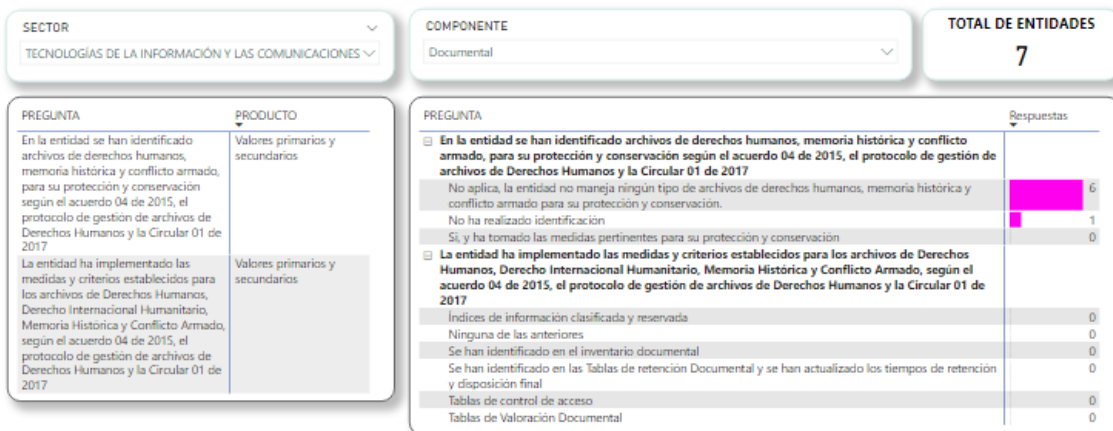 SECTOR
TECNOLOGÍAS DE LA INFORMACIÓN Y LAS COMUNICACIONES
COMPONENTE
Documental
TOTAL DE ENTIDADES
7
PREGUNTA
PRODUCTO
En la entidad se han identificado
archivos de derechos humanos,
memoria histórica y conflicto armado,
para su protección y conservación
según el acuerdo 04 de 2015, el
protocolo de gestión de archivos de
Derechos Humanos y la Circular 01 de
2017
Valores primarios y
secundarios
La entidad ha implementado las
medidas y criterios establecidos para
los archivos de Derechos Humanos,
Derecho Internacional Humanitario,
Memoria Histórica y Conflicto Armado,
según el acuerdo 04 de 2015, el
protocolo de gestión de archivos de
Derechos Humanos y la Circular 01 de
2017
Valores primarios y
secundarios
PREGUNTA
Respuestas
En la entidad se han identificado archivos de derechos humanos, memoria histórica y conflicto
armado, para su protección y conservación según el acuerdo 04 de 2015, el protocolo de gestión de
archivos de Derechos Humanos y la Circular 01 de 2017
No aplica, la entidad no maneja ningún tipo de archivos de derechos humanos, memoria histórica y
conflicto armado para su protección y conservación.
6
No ha realizado identificación
1
Si, y ha tomado las medidas pertinentes para su protección y conservación
0
La entidad ha implementado las medidas y criterios establecidos para los archivos de Derechos
Humanos, Derecho Internacional Humanitario, Memoria Histórica y Conflicto Armado, según el
acuerdo 04 de 2015, el protocolo de gestión de archivos de Derechos Humanos y la Circular 01 de
2017
Índices de información clasificada y reservada
0
Ninguna de las anteriores
0
Se han identificado en el inventario documental
0
Se han identificado en las Tablas de retención Documental y se han actualizado los tiempos de retención
y disposición final
0
Tablas de control de acceso
0
Tablas de Valoración Documental
0